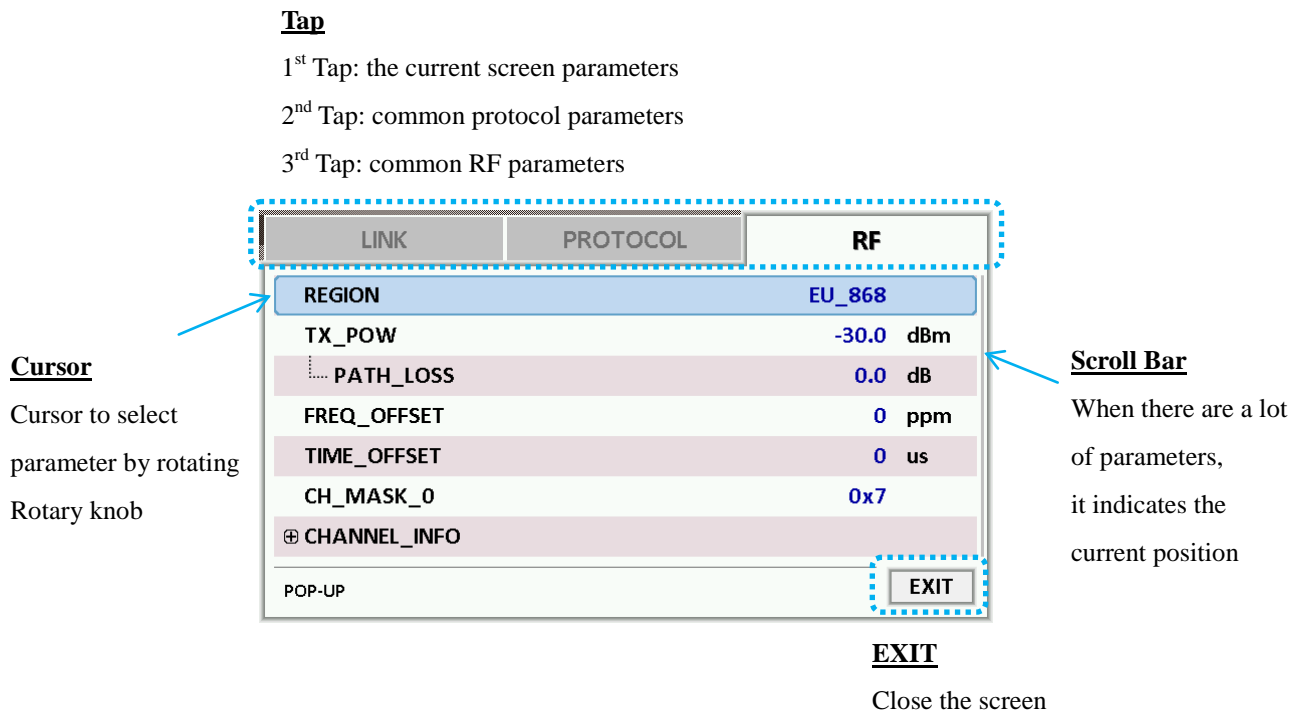 Tap
1st Tap: the current screen parameters
2nd Tap: common protocol parameters
3rd Tap: common RF parameters
LINK PROTOCOL RF
REGION EU_868
TX_POW -30.0 dBm
PATH_LOSS 0.0 dB
FREQ_OFFSET 0 ppm
TIME_OFFSET 0 us
CH_MASK_0 0x7
CHANNEL_INFO
POP-UP EXIT
Cursor
Cursor to select
parameter by rotating
Rotary knob
Scroll Bar
When there are a lot
of parameters,
it indicates the
current position
EXIT
Close the screen